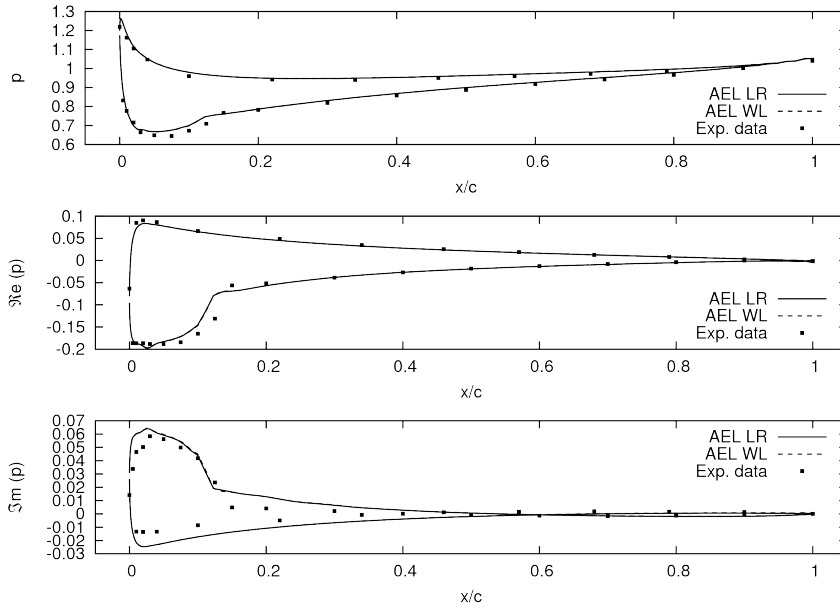 1.3
1.2
1.1
1
0.9
0.8
0.7
0.6
p
0 0.2 0.4 0.6 0.8 1
x/c
AEL LR
AEL WL
Exp. data
0.1
0.05
0
-0.05
-0.1
-0.15
-0.2
ℜe (p)
0 0.2 0.4 0.6 0.8 1
x/c
AEL LR
AEL WL
Exp. data
0.07
0.06
0.05
0.04
0.03
0.02
0.01
0
-0.01
-0.02
-0.03
ℑm (p)
0 0.2 0.4 0.6 0.8 1
x/c
AEL LR
AEL WL
Exp. data